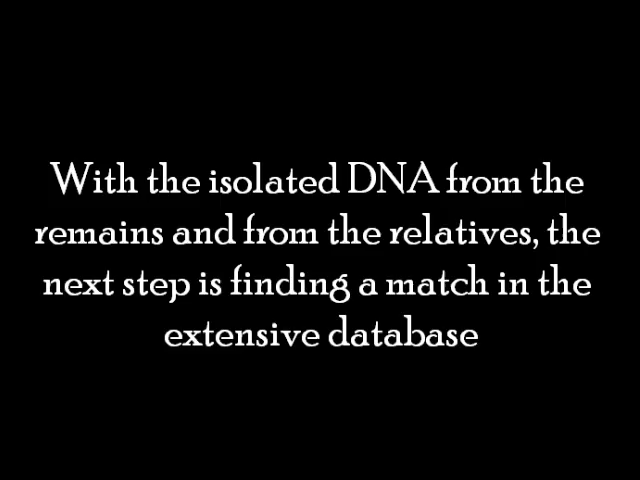 With the isolated DNA from the
remains and from the relatives, the
next step is finding a match in the
extensive database